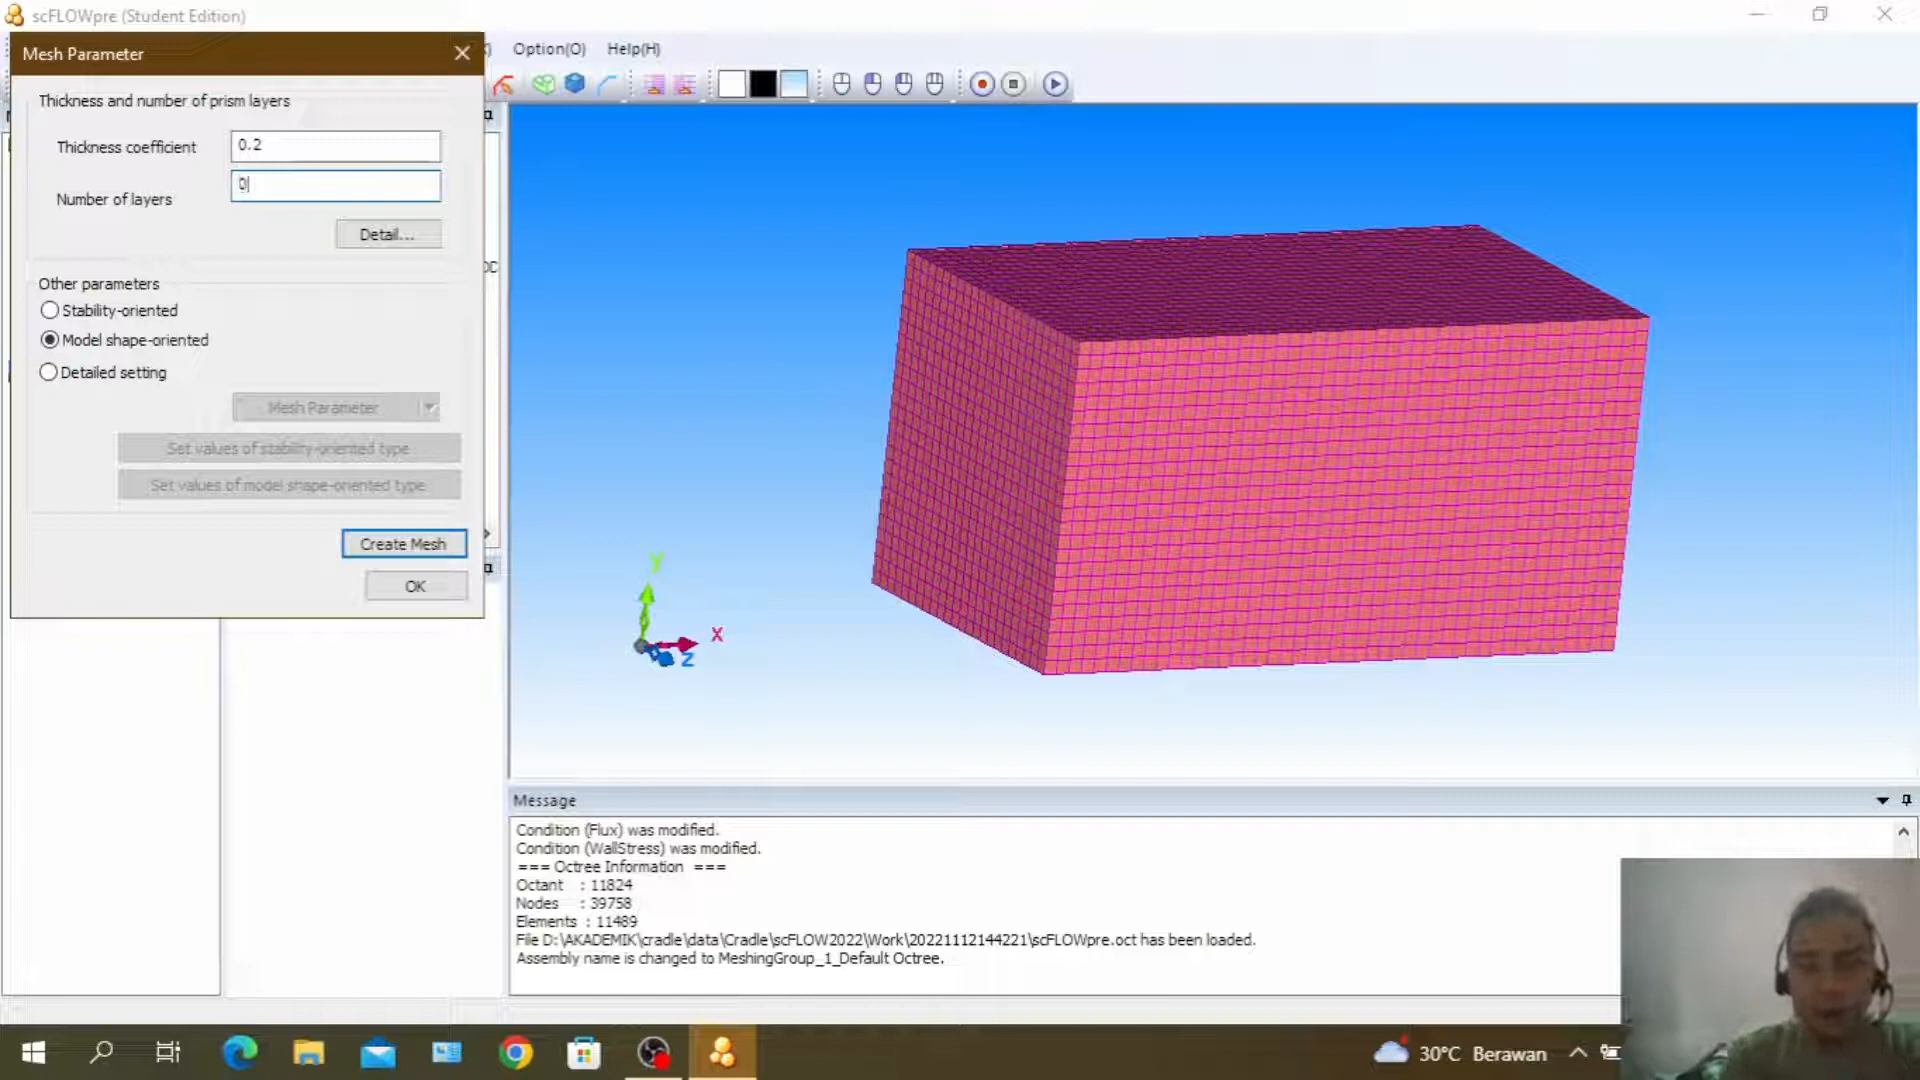 scFLOWpre (Student Edition)
Mesh Parameter
Option(O)
Help(H)
Thickness and number of prism layers
Thickness coefficient
0.2
Number of layers
0
Detail...
Other parameters
Stability-oriented
Model shape-oriented
Detailed setting
Mesh Parameter
Set values of stability-oriented type
Set values of model shape-oriented type
Create Mesh
OK
Y
X
Z
Message
Condition (Flux) was modified.
Condition (WallStress) was modified.
=== Octree Information ===
Octant : 11824
Nodes : 39758
Elements : 11489
File D:\AKADEMIK\cradle\data\Cradle\scFLOW2022\Work\20221112144221\scFLOWpre.oct has been loaded.
Assembly name is changed to MeshingGroup_1_Default Octree.
30°C Berawan